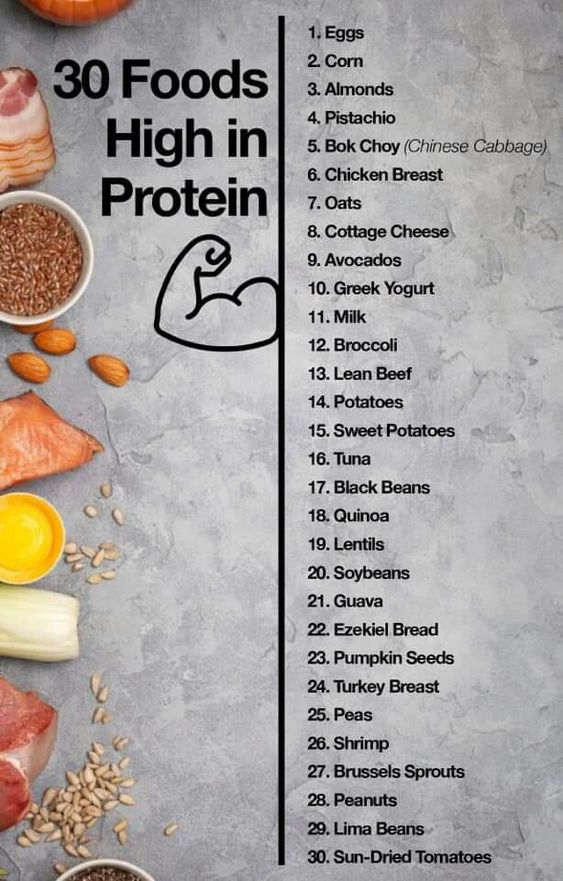 30 Foods
High in
Protein
1. Eggs
2. Corn
3. Almonds
4. Pistachio
5. Bok Choy (Chinese Cabbage)
6. Chicken Breast
7. Oats
8. Cottage Cheese
9. Avocados
10. Greek Yogurt
11. Milk
12. Broccoli
13. Lean Beef
14. Potatoes
15. Sweet Potatoes
16. Tuna
17. Black Beans
18. Quinoa
19. Lentils
20. Soybeans
21. Guava
22. Ezekiel Bread
23. Pumpkin Seeds
24. Turkey Breast
25. Peas
26. Shrimp
27. Brussels Sprouts
28. Peanuts
29. Lima Beans
30. Sun-Dried Tomatoes